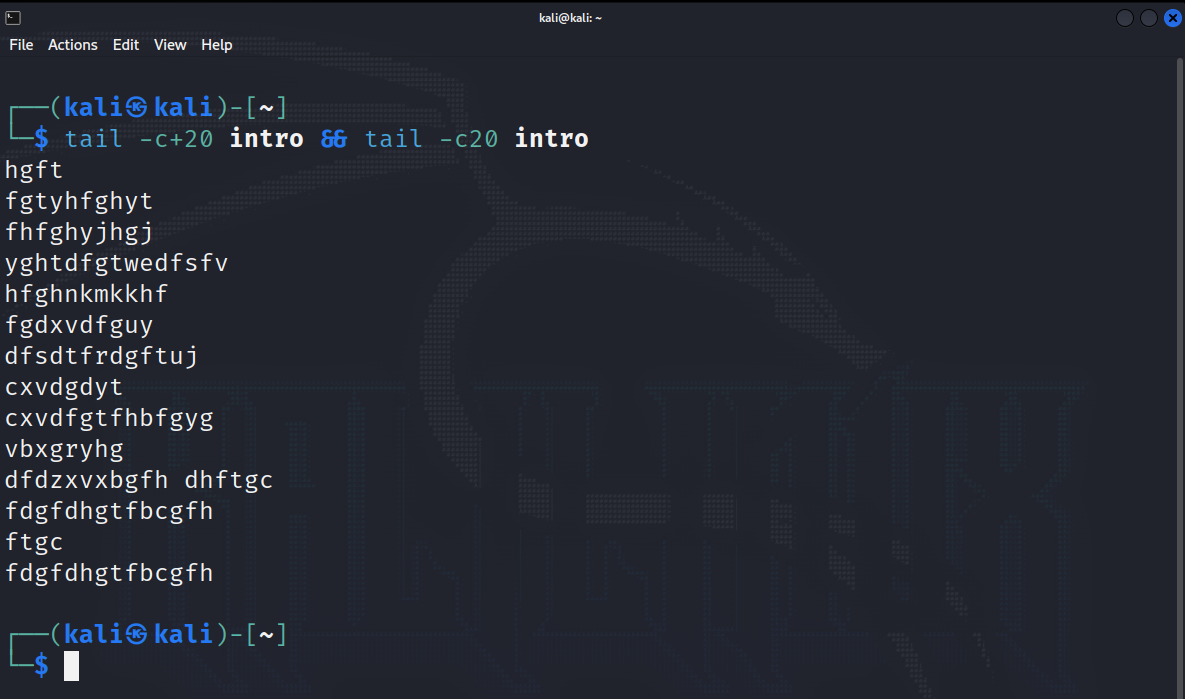 kali@kali: ~
File Actions Edit View Help
┌──(kali㉿kali)-[~]
└─$ tail -c+20 intro && tail -c20 intro
hgft
fgtyhfghyt
fhfghyjhgj
yghtdfgtwedfsfv
hfghnkmkkhf
fgdxvdfguy
dfsdtfrdgftuj
cxvdgdyt
cxvdfgtfhbfgyg
vbxgryhg
dfdzxvxbgfh dhftgc
fdgfdhgtfbcgfh
ftgc
fdgfdhgtfbcgfh
┌──(kali㉿kali)-[~]
└─$